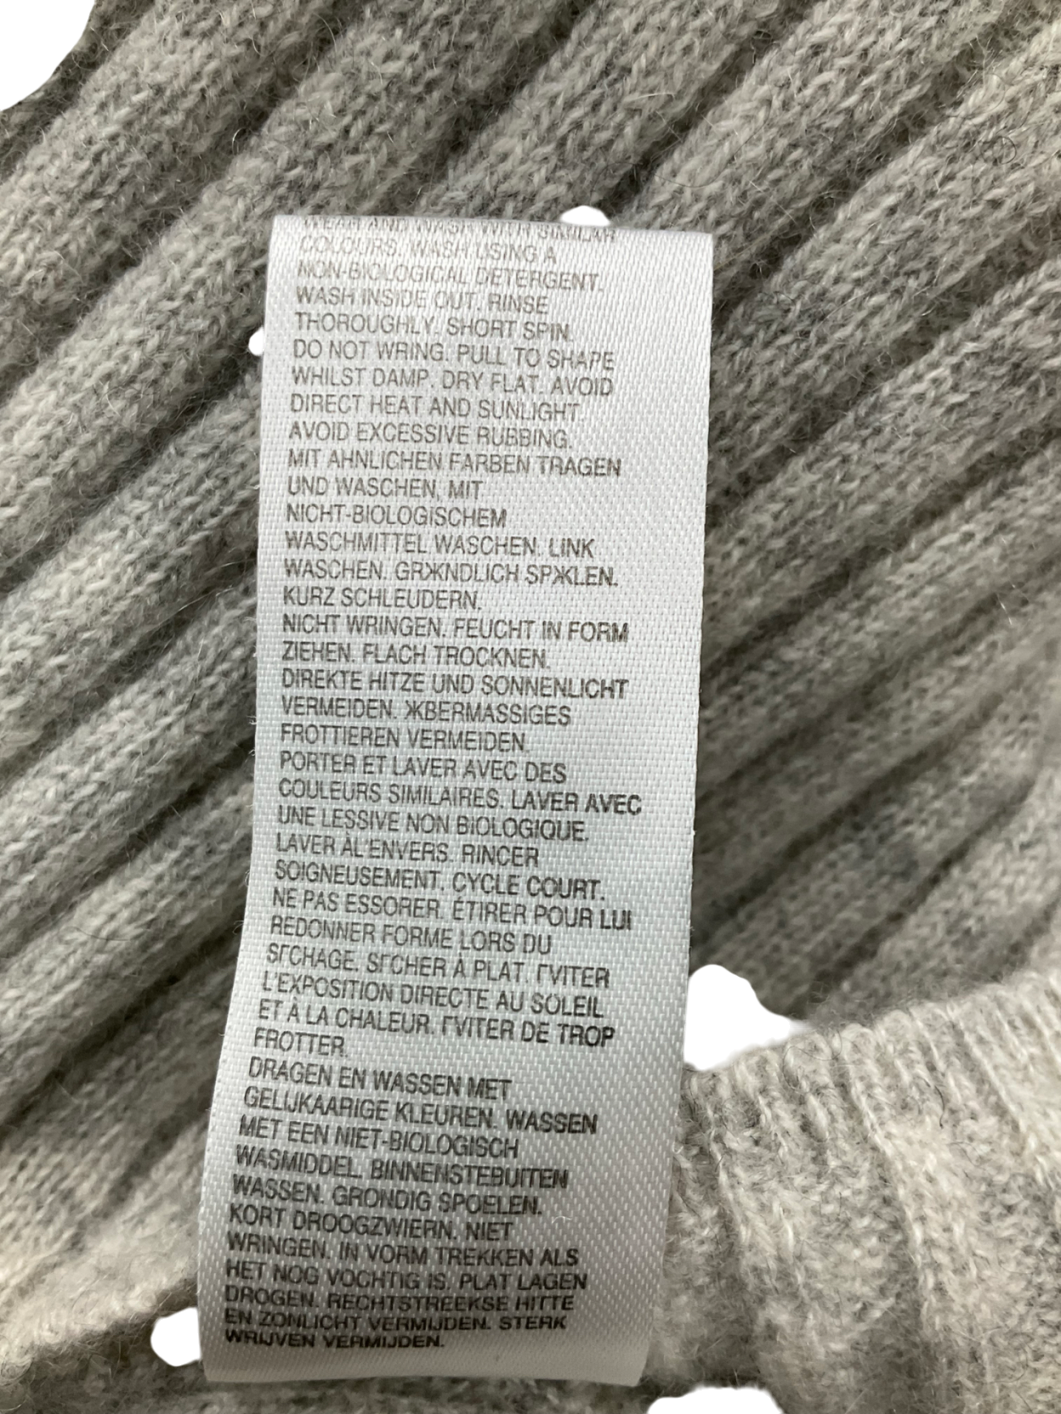 WEAR AND WASH WITH SIMILAR
COLOURS. WASH USING A
NON-BIOLOGICAL DETERGENT.
WASH INSIDE OUT. RINSE
THOROUGHLY. SHORT SPIN.
DO NOT WRING. PULL TO SHAPE
WHILST DAMP. DRY FLAT. AVOID
DIRECT HEAT AND SUNLIGHT.
AVOID EXCESSIVE RUBBING.
MIT AHNLICHEN FARBEN TRAGEN
UND WASCHEN, MIT
NICHT-BIOLOGISCHEM
WASCHMITTEL WASCHEN. LINK
WASCHEN. GRЖNDLICH SPЖLEN.
KURZ SCHLEUDERN.
NICHT WRINGEN. FEUCHT IN FORM
ZIEHEN. FLACH TROCKNEN.
DIREKTE HITZE UND SONNENLICHT
VERMEIDEN. ЖBERMASSIGES
FROTTIEREN VERMEIDEN.
PORTER ET LAVER AVEC DES
COULEURS SIMILAIRES. LAVER AVEC
UNE LESSIVE NON BIOLOGIQUE.
LAVER ÀL'ENVERS. RINCER
SOIGNEUSEMENT. CYCLE COURT.
NE PAS ESSORER. ÉTIRER POUR LUI
REDONNER FORME LORS DU
SГCHAGE. SГCHER À PLAT. ГVITER
L'EXPOSITION DIRECTE AU SOLEIL
ET À LA CHALEUR. ГVITER DE TROP
FROTTER.
DRAGEN EN WASSEN MET
GELIJKAARIGE KLEUREN. WASSEN
MET EEN NIET-BIOLOGISCH
WASMIDDEL. BINNENSTEBUITEN
WASSEN. GRONDIG SPOELEN.
KORT DROOGZWIERN. NIET
WRINGEN. IN VORM TREKKEN ALS
HET NOG VOCHTIG IS. PLAT LAGEN
DROGEN. RECHTSTREEKSE HITTE
EN ZONLICHT VERMIJDEN. STERK
WRIJVEN VERMIJDEN.